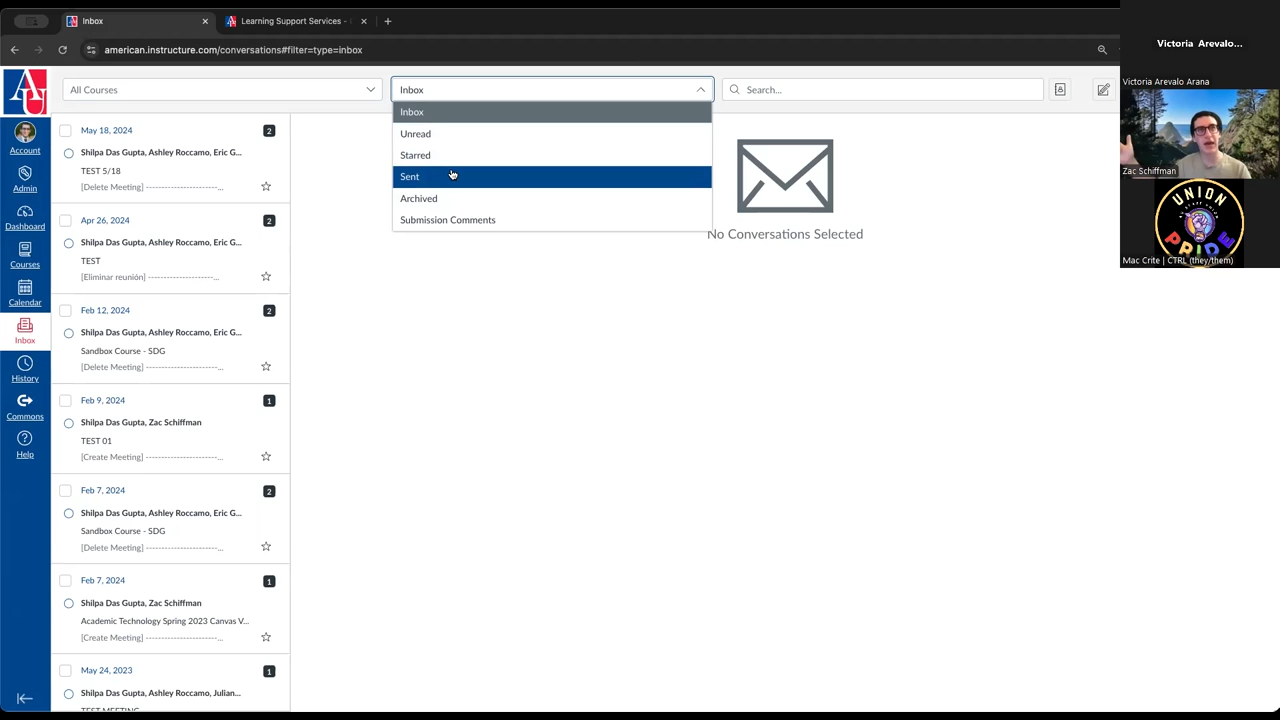 Inbox
Learning Support Services -
american.instructure.com/conversations#filter=type=inbox
AU
Account
Admin
Dashboard
Courses
Calendar
Inbox
History
Commons
Help
All Courses
Inbox
Search...
Inbox
Unread
Starred
Sent
Archived
Submission Comments
May 18, 2024
2
Shilpa Das Gupta, Ashley Roccamo, Eric G...
TEST 5/18
[Delete Meeting] ----------------------...
Apr 26, 2024
2
Shilpa Das Gupta, Ashley Roccamo, Eric G...
TEST
[Eliminar reunión] --------------------...
Feb 12, 2024
2
Shilpa Das Gupta, Ashley Roccamo, Eric G...
Sandbox Course - SDG
[Delete Meeting] ----------------------...
Feb 9, 2024
1
Shilpa Das Gupta, Zac Schiffman
TEST 01
[Create Meeting] ----------------------...
Feb 7, 2024
2
Shilpa Das Gupta, Ashley Roccamo, Eric G...
Sandbox Course - SDG
[Delete Meeting] ----------------------...
Feb 7, 2024
1
Shilpa Das Gupta, Zac Schiffman
Academic Technology Spring 2023 Canvas V...
[Create Meeting] ----------------------...
May 24, 2023
1
Shilpa Das Gupta, Ashley Roccamo, Julian...
TEST MEETING
No Conversations Selected
Victoria Arevalo...
Victoria Arevalo Arana
Zac Schiffman
UNION
PRIDE
Mac Crite | CTRL (they/them)